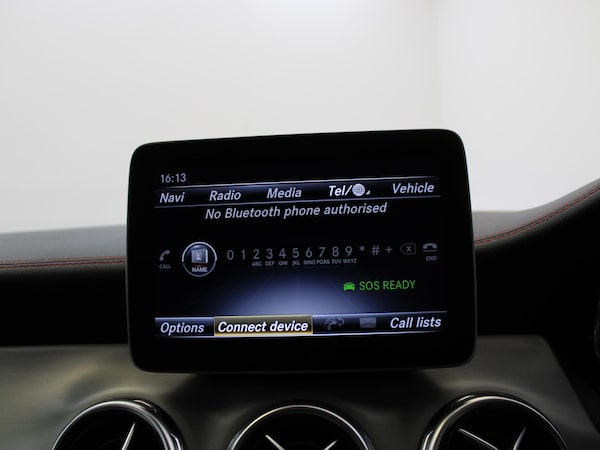 16:13
Navi Radio Media Tel/ Vehicle
No Bluetooth phone authorised
CALL NAME 0 1 2 3 4 5 6 7 8 9 * # + END
ABC DEF GHI JKL MNO PQRS TUV WXYZ
SOS READY
Options Connect device Call lists